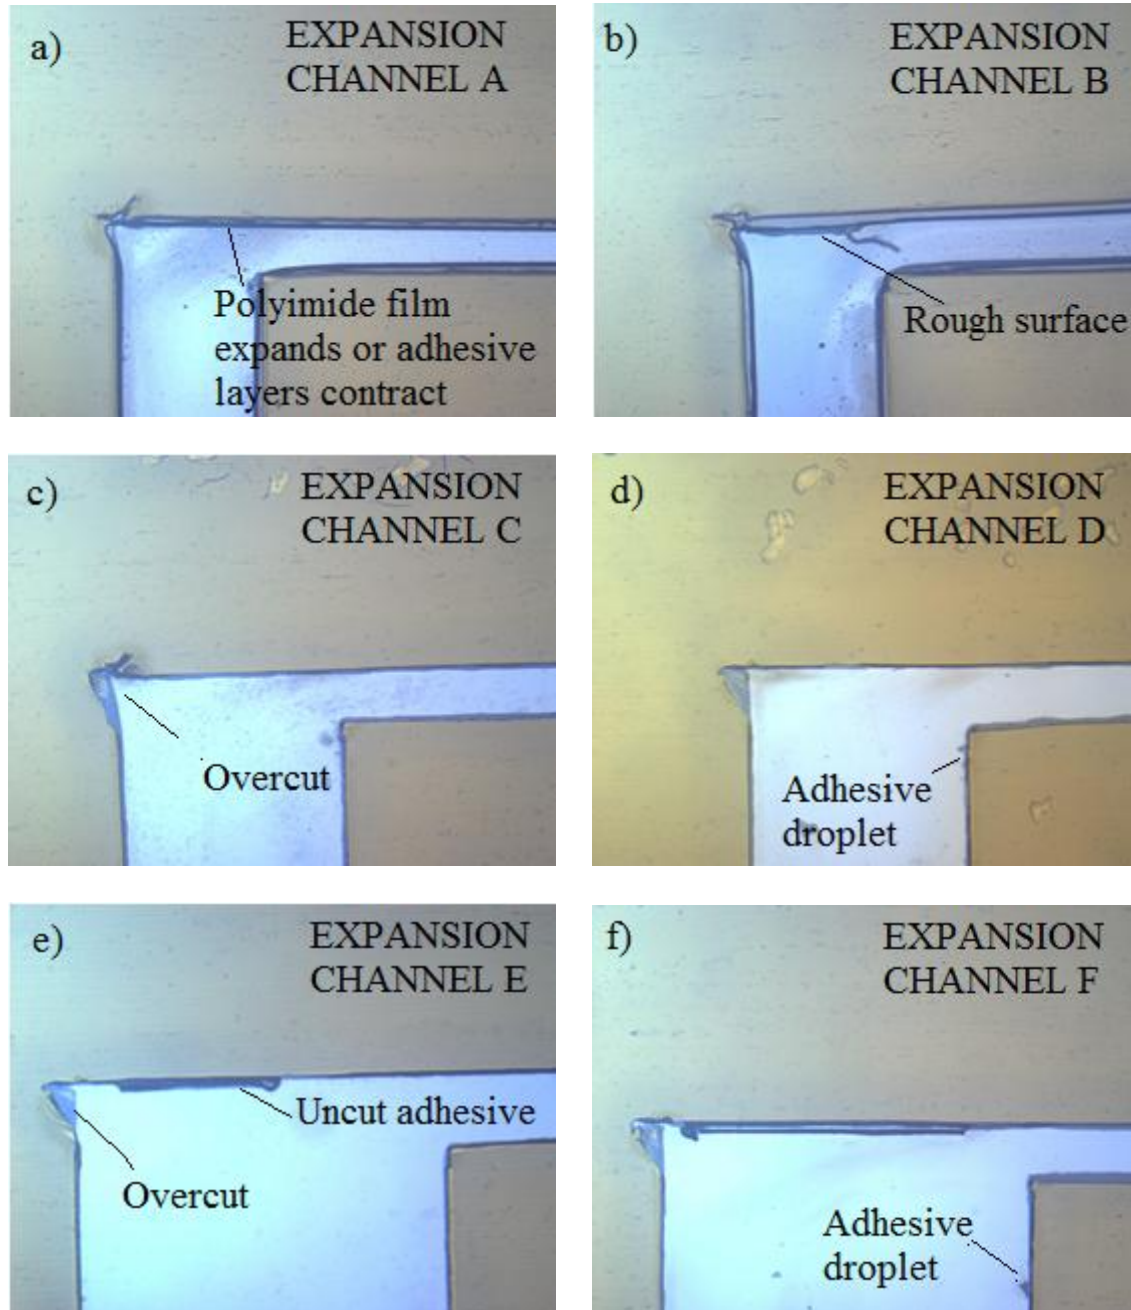 a)
EXPANSION
CHANNEL A
Polyimide film
expands or adhesive
layers contract
b)
EXPANSION
CHANNEL B
Rough surface
c)
EXPANSION
CHANNEL C
Overcut
d)
EXPANSION
CHANNEL D
Adhesive
droplet
e)
EXPANSION
CHANNEL E
Uncut adhesive
Overcut
f)
EXPANSION
CHANNEL F
Adhesive
droplet